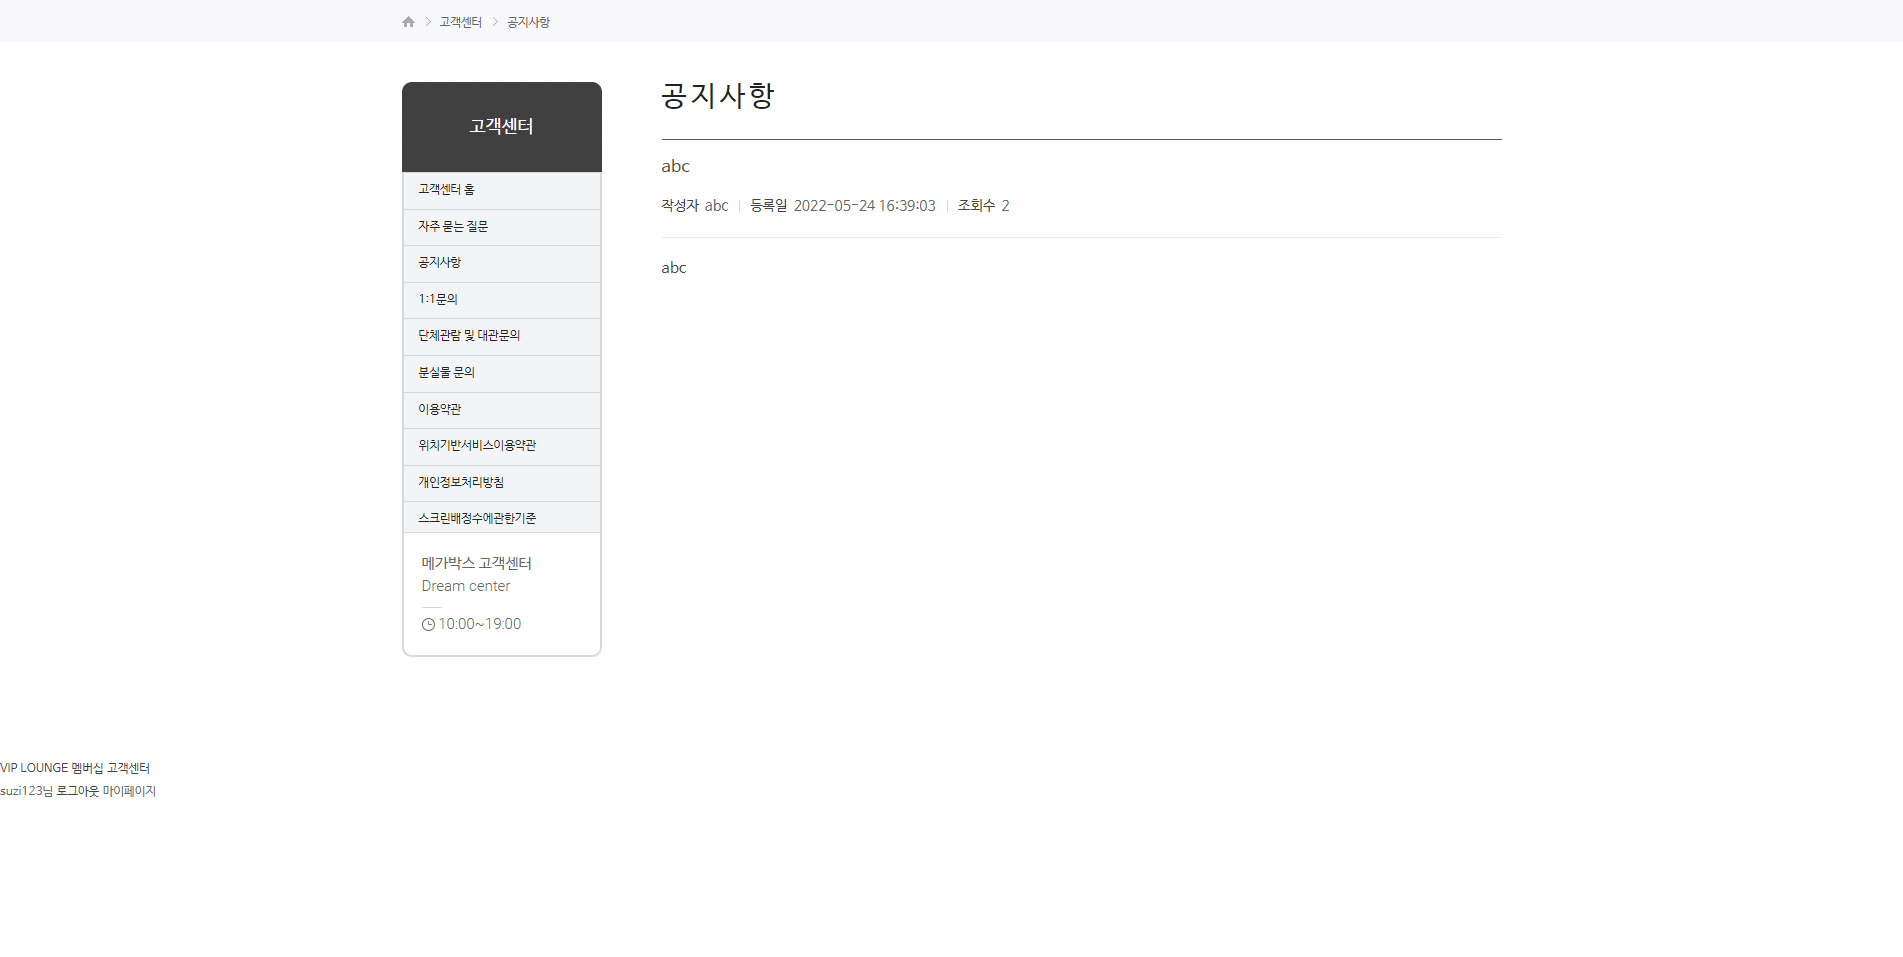 고객센터 공지사항
고객센터
고객센터 홈
자주 묻는 질문
공지사항
1:1문의
단체관람 및 대관문의
분실물 문의
이용약관
위치기반서비스이용약관
개인정보처리방침
스크린배정수에관한기준
메가박스 고객센터
Dream center
10:00~19:00
공지사항
abc
작성자 abc 등록일 2022-05-24 16:39:03 조회수 2
abc
VIP LOUNGE 멤버십 고객센터
suzi123님 로그아웃 마이페이지